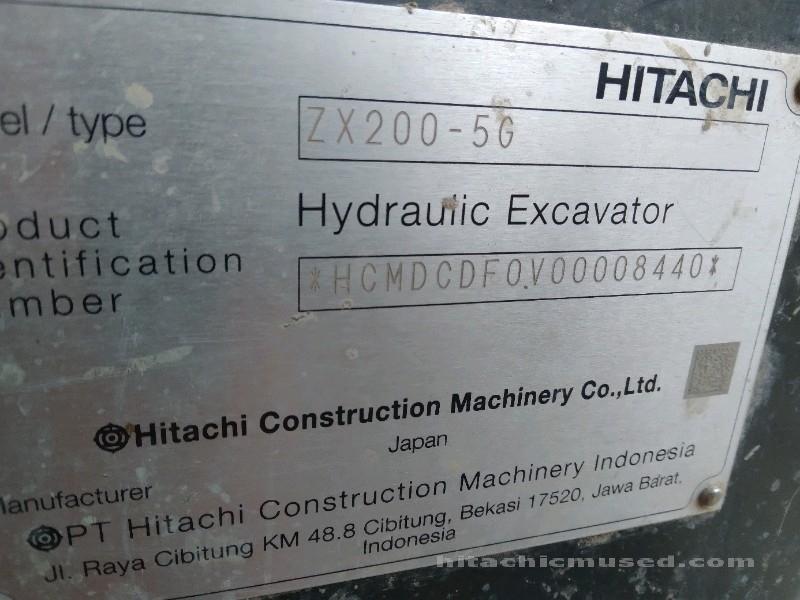 HITACHI
el / type ZX200-5G
Hydraulic Excavator
oduct
entification
mber
*HCMDCDF0V00008440*
Hitachi Construction Machinery Co.,Ltd.
Japan
Manufacturer
PT Hitachi Construction Machinery Indonesia
Jl. Raya Cibitung KM 48.8 Cibitung, Bekasi 17520, Jawa Barat.
Indonesia
hitachicmused.com